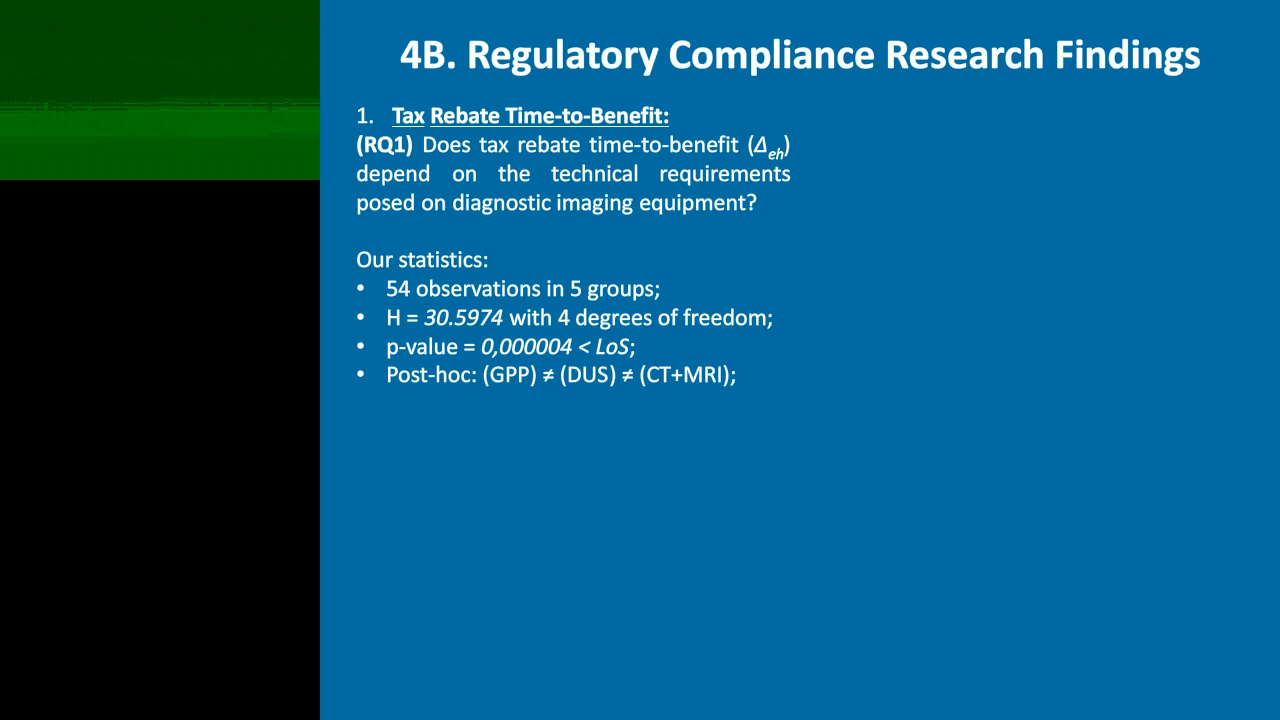 4B. Regulatory Compliance Research Findings
1. Tax Rebate Time-to-Benefit:
(RQ1) Does tax rebate time-to-benefit (Δeh)
depend on the technical requirements
posed on diagnostic imaging equipment?
Our statistics:
• 54 observations in 5 groups;
• H = 30.5974 with 4 degrees of freedom;
• p-value = 0,000004 < LoS;
• Post-hoc: (GPP) ≠ (DUS) ≠ (CT+MRI);